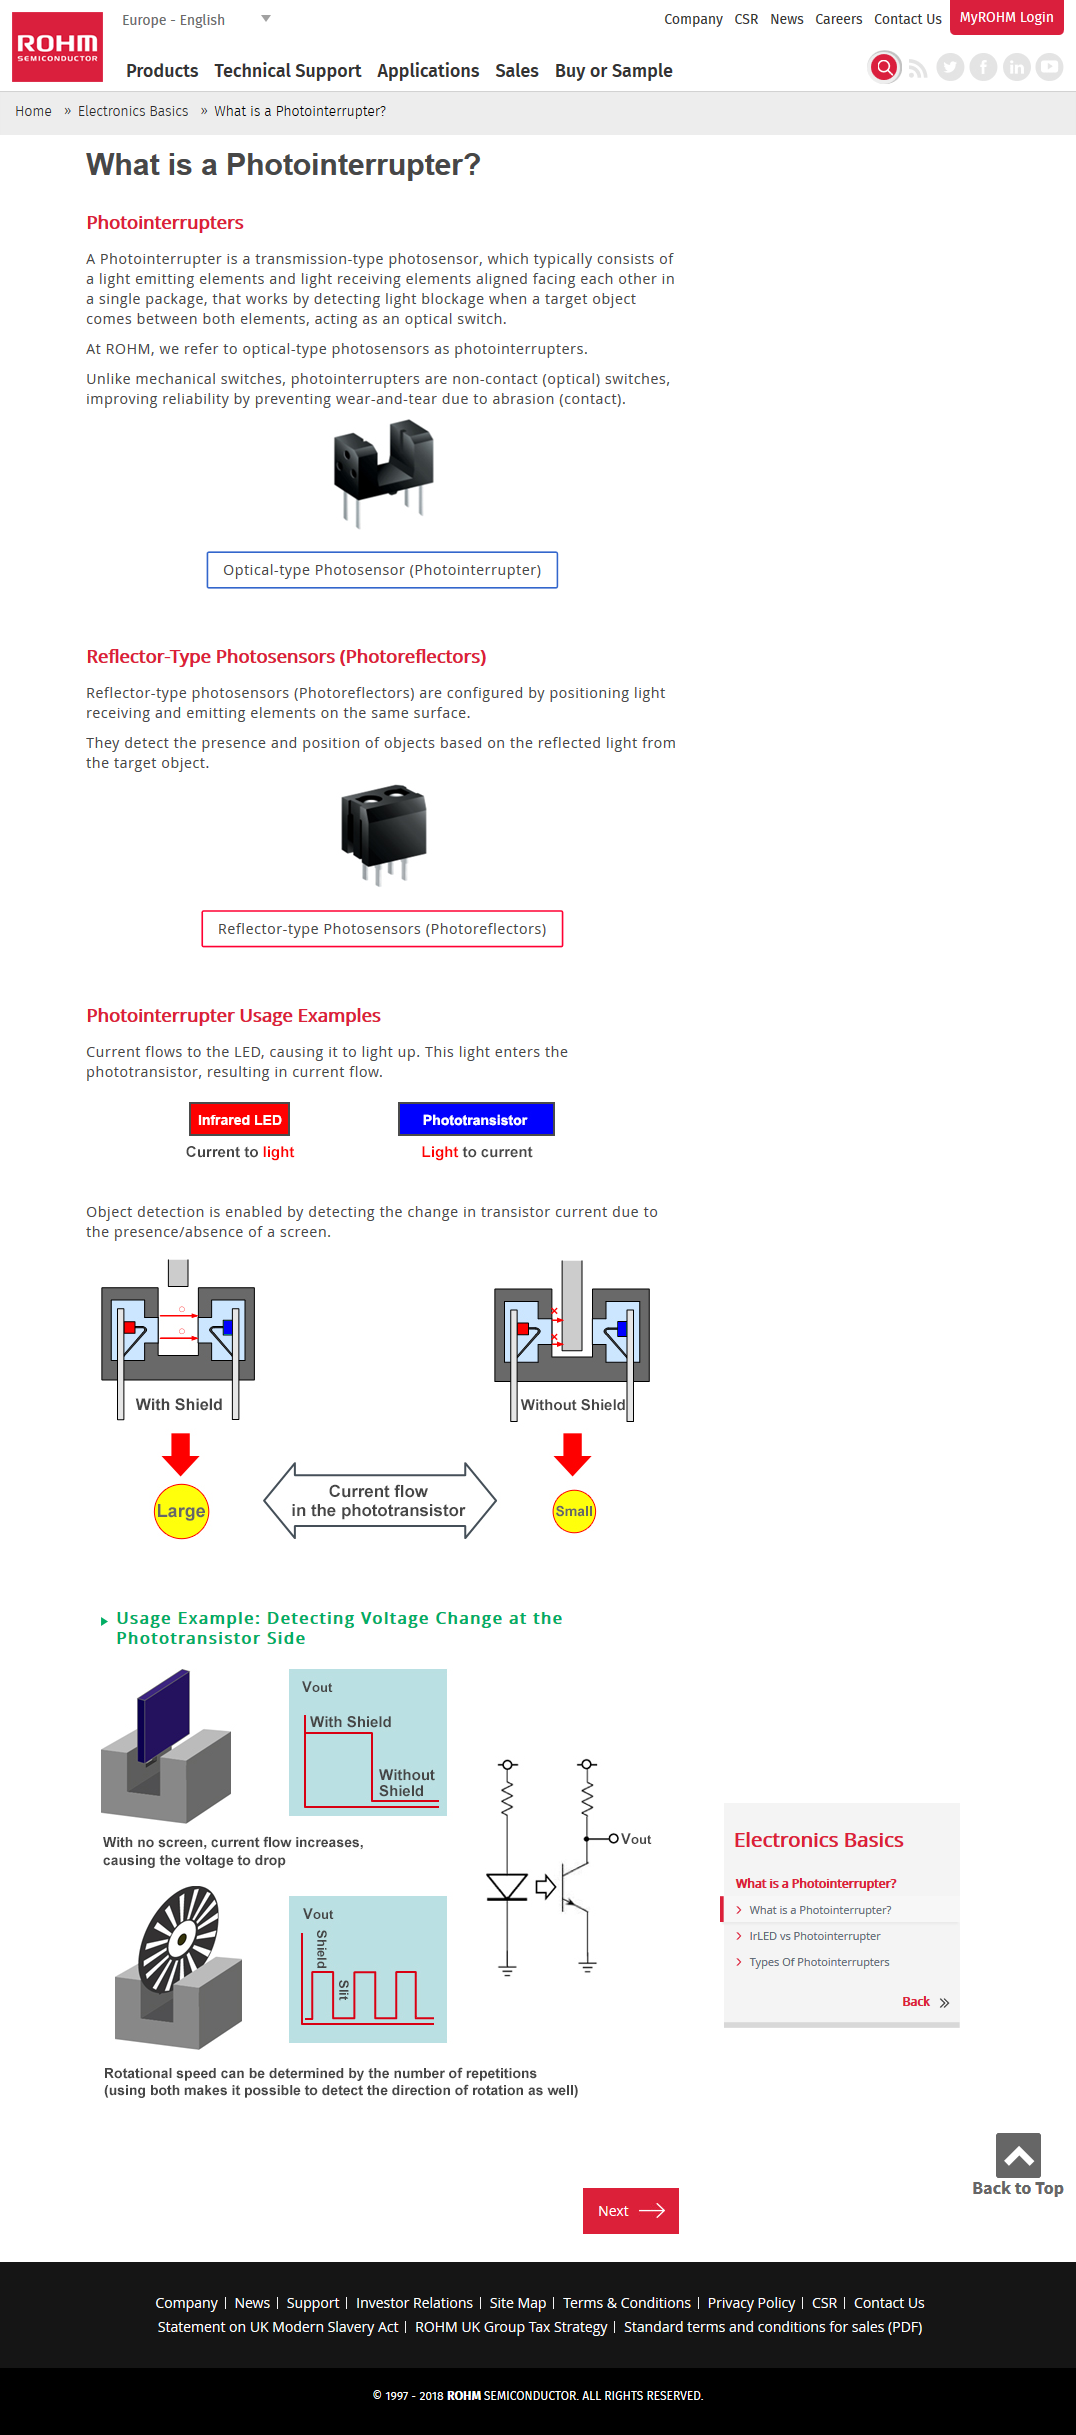 ROHM
SEMICONDUCTOR
Europe - English
Company CSR News Careers Contact Us MyROHM Login
Products Technical Support Applications Sales Buy or Sample
Home » Electronics Basics » What is a Photointerrupter?
What is a Photointerrupter?
Photointerrupters
A Photointerrupter is a transmission-type photosensor, which typically consists of
a light emitting elements and light receiving elements aligned facing each other in
a single package, that works by detecting light blockage when a target object
comes between both elements, acting as an optical switch.
At ROHM, we refer to optical-type photosensors as photointerrupters.
Unlike mechanical switches, photointerrupters are non-contact (optical) switches,
improving reliability by preventing wear-and-tear due to abrasion (contact).
Optical-type Photosensor (Photointerrupter)
Reflector-Type Photosensors (Photoreflectors)
Reflector-type photosensors (Photoreflectors) are configured by positioning light
receiving and emitting elements on the same surface.
They detect the presence and position of objects based on the reflected light from
the target object.
Reflector-type Photosensors (Photoreflectors)
Photointerrupter Usage Examples
Current flows to the LED, causing it to light up. This light enters the
phototransistor, resulting in current flow.
Infrared LED Phototransistor
Current to light Light to current
Object detection is enabled by detecting the change in transistor current due to
the presence/absence of a screen.
With Shield Without Shield
Current flow
in the phototransistor
Large Small
Usage Example: Detecting Voltage Change at the
Phototransistor Side
Vout
With Shield
Without
Shield
Vout
With no screen, current flow increases,
causing the voltage to drop
Vout
Shield
Slit
Rotational speed can be determined by the number of repetitions
(using both makes it possible to detect the direction of rotation as well)
Electronics Basics
What is a Photointerrupter?
What is a Photointerrupter?
IrLED vs Photointerrupter
Types Of Photointerrupters
Back
Back to Top
Next
Company | News | Support | Investor Relations | Site Map | Terms & Conditions | Privacy Policy | CSR | Contact Us
Statement on UK Modern Slavery Act | ROHM UK Group Tax Strategy | Standard terms and conditions for sales (PDF)
© 1997 - 2018 ROHM SEMICONDUCTOR. ALL RIGHTS RESERVED.